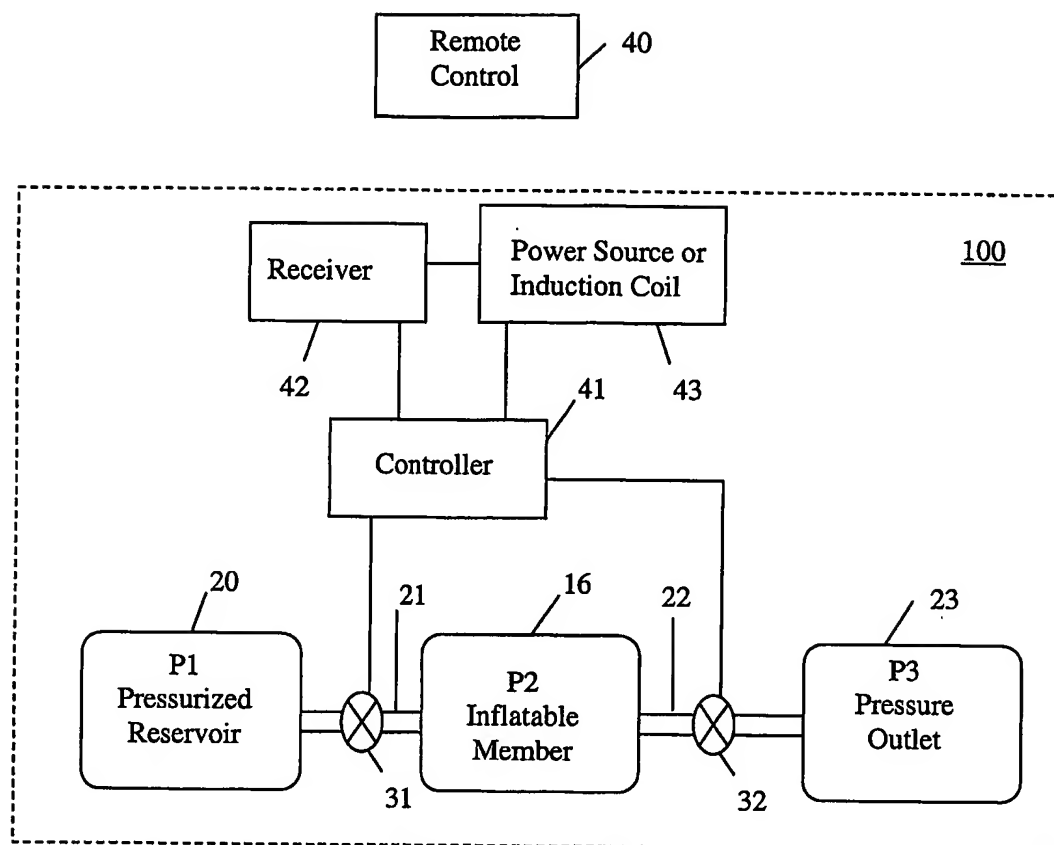 Remote
Control
40
100
Receiver
Power Source or
Induction Coil
42
43
41
Controller
20
21
16
22
23
P1
Pressurized
Reservoir
P2
Inflatable
Member
P3
Pressure
Outlet
31
32